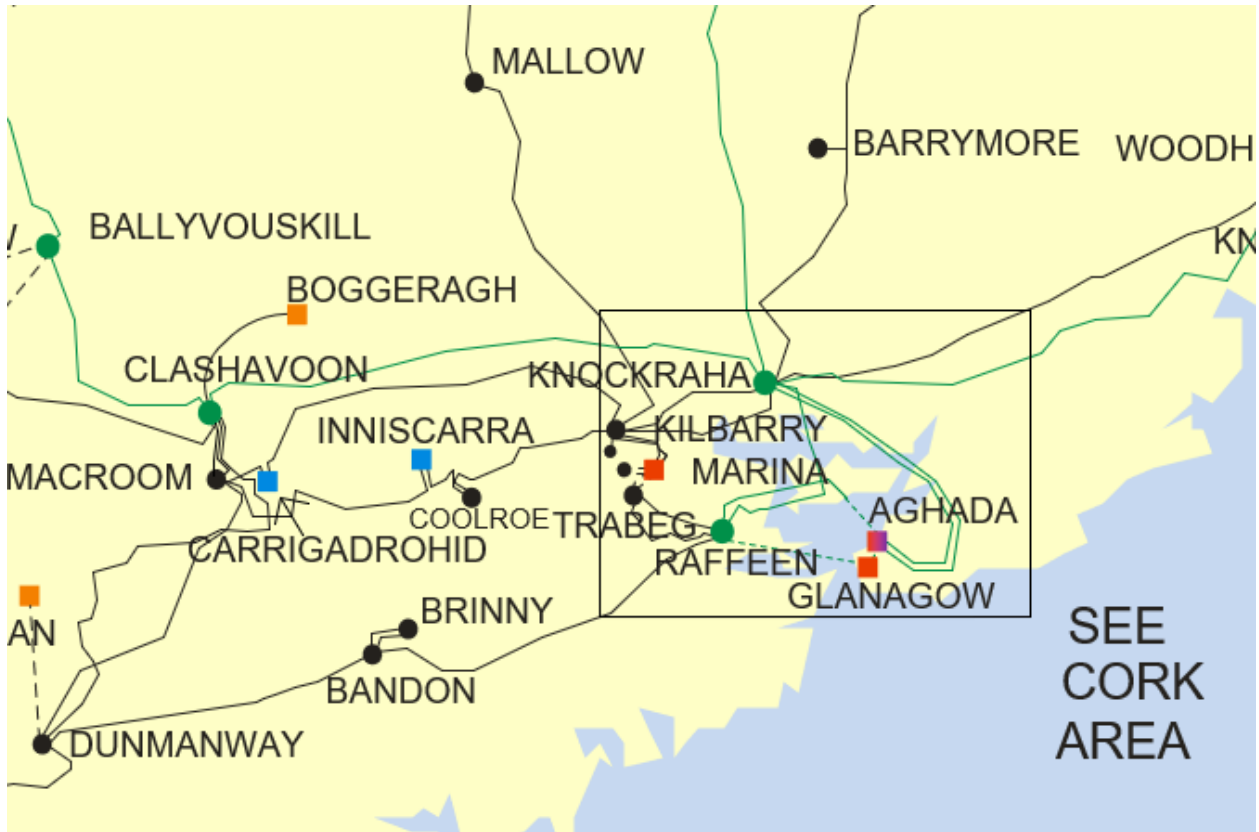 MALLOW
BARRYMORE
WOODH
BALLYVOUSKILL
KN
BOGGERAGH
CLASHAVOON
KNOCKRAHA
INNISCARRA
KILBARRY
MACROOM
MARINA
COOLROE
AGHADA
TRABEG
CARRIGADROHID
RAFFEEN
GLANAGOW
BRINNY
AN
SEE
CORK
AREA
BANDON
DUNMANWAY